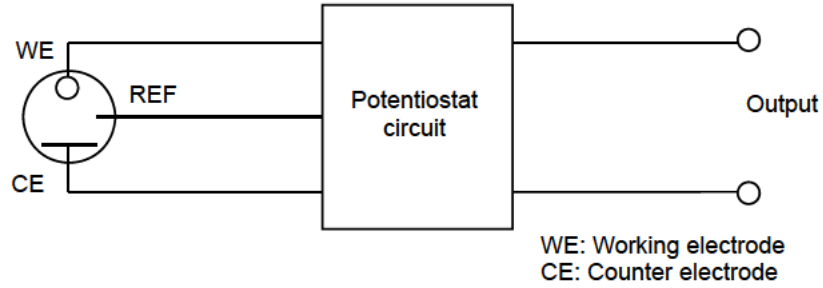 WE
REF
Potentiostat
circuit
Output
CE
WE: Working electrode
CE: Counter electrode